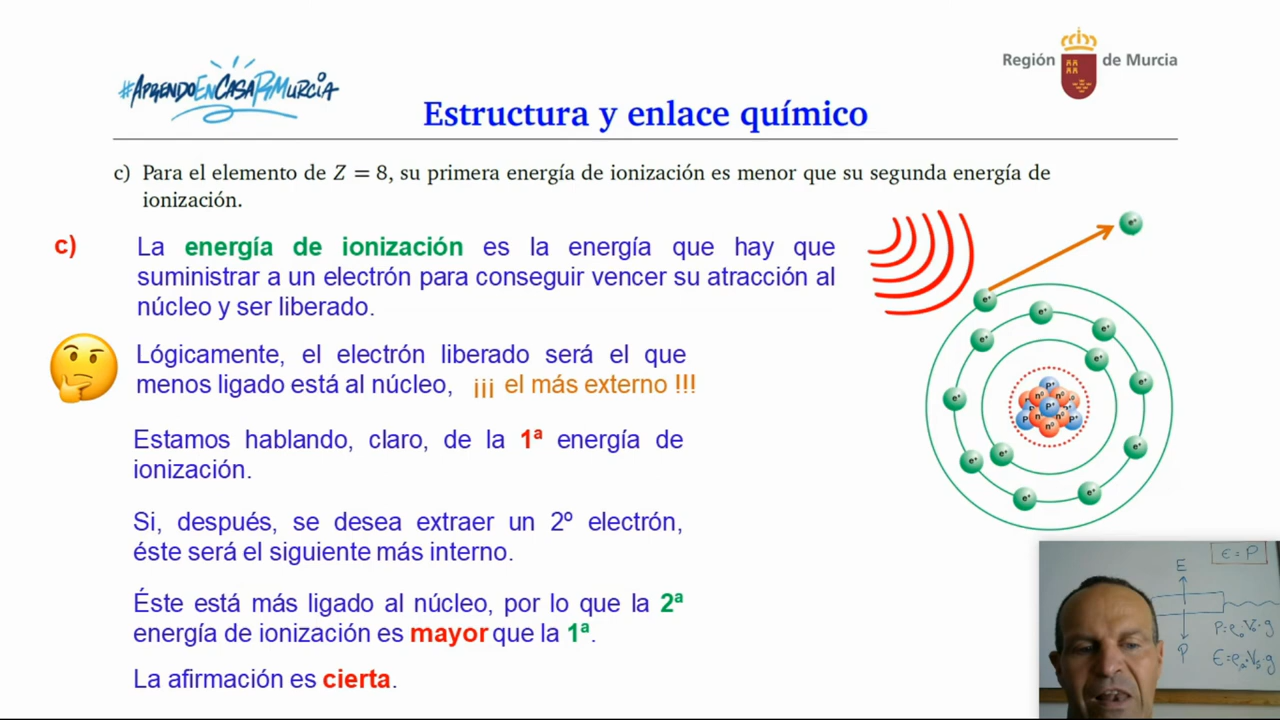 #AprendoEnCasaRMurcia
Región de Murcia
Estructura y enlace químico
c) Para el elemento de Z = 8, su primera energía de ionización es menor que su segunda energía de
ionización.
c) La energía de ionización es la energía que hay que
suministrar a un electrón para conseguir vencer su atracción al
núcleo y ser liberado.
Lógicamente, el electrón liberado será el que
menos ligado está al núcleo, ¡¡¡ el más externo !!!
Estamos hablando, claro, de la 1ª energía de
ionización.
Si, después, se desea extraer un 2º electrón,
éste será el siguiente más interno.
Éste está más ligado al núcleo, por lo que la 2ª
energía de ionización es mayor que la 1ª.
La afirmación es cierta.
E
P